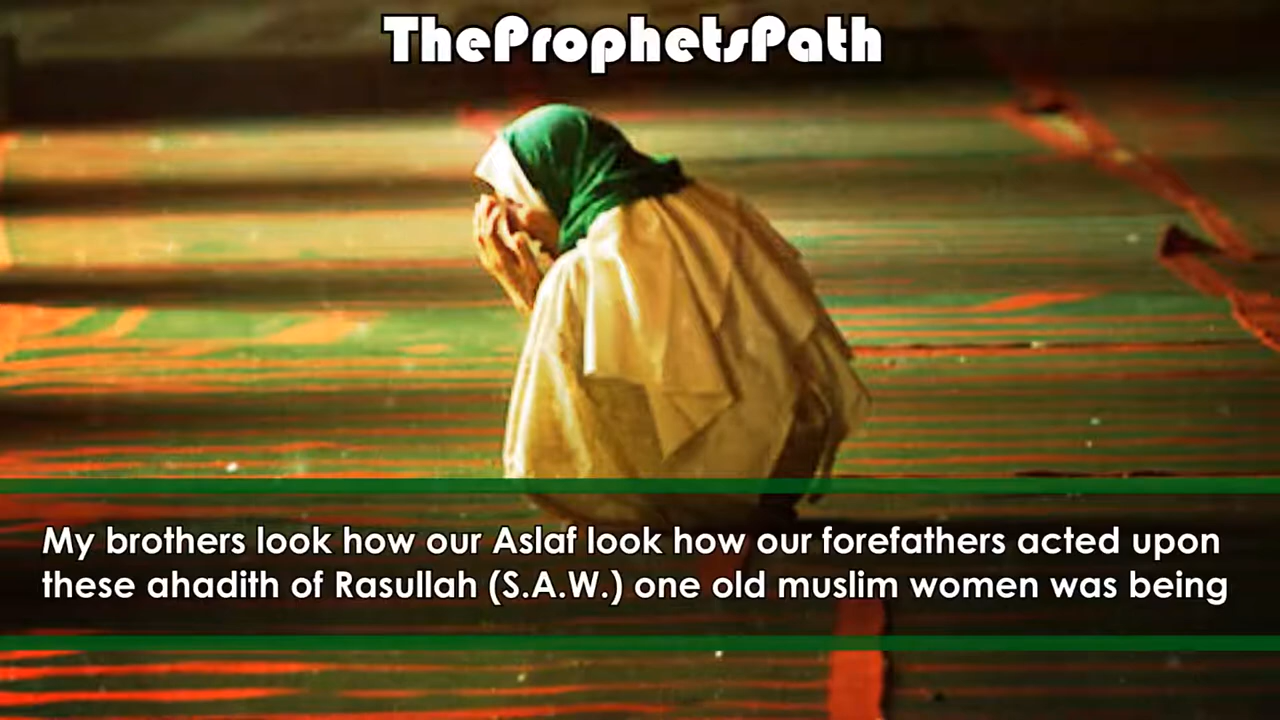 TheProphetsPath
My brothers look how our Aslaf look how our forefathers acted upon
these ahadith of Rasullah (S.A.W.) one old muslim women was being